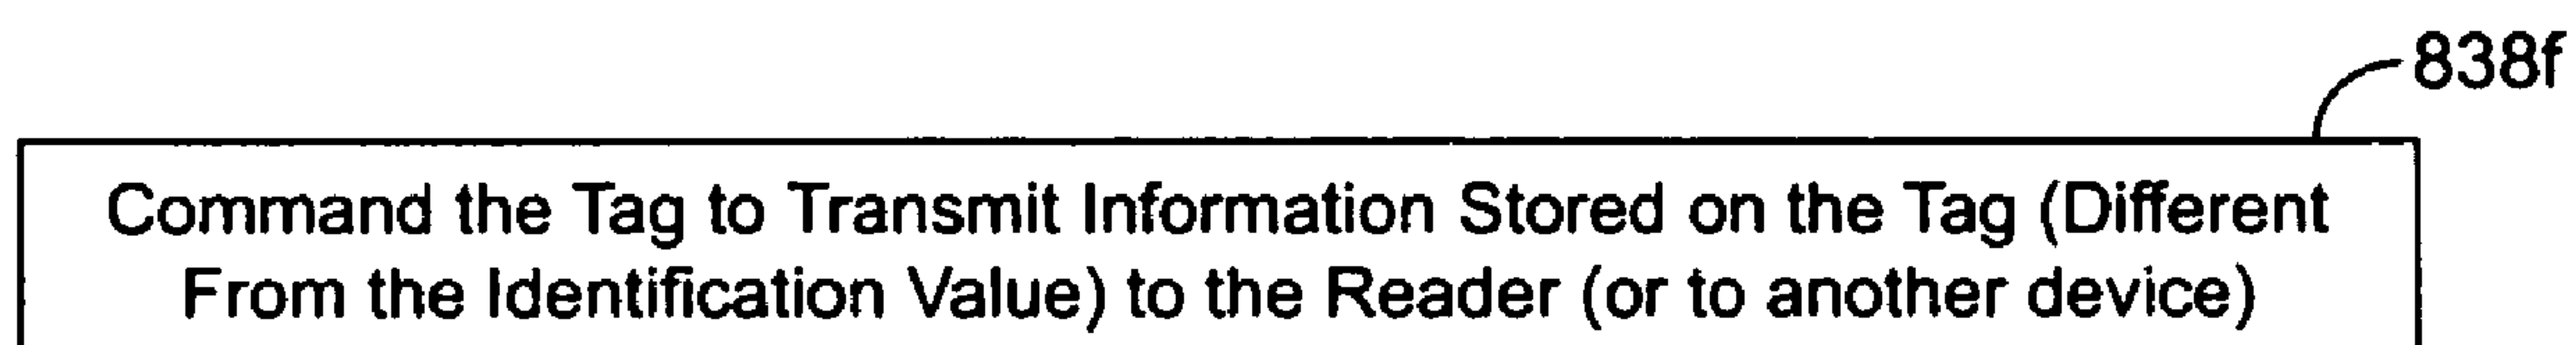 838f
Command the Tag to Transmit Information Stored on the Tag (Different
From the Identification Value) to the Reader (or to another device)